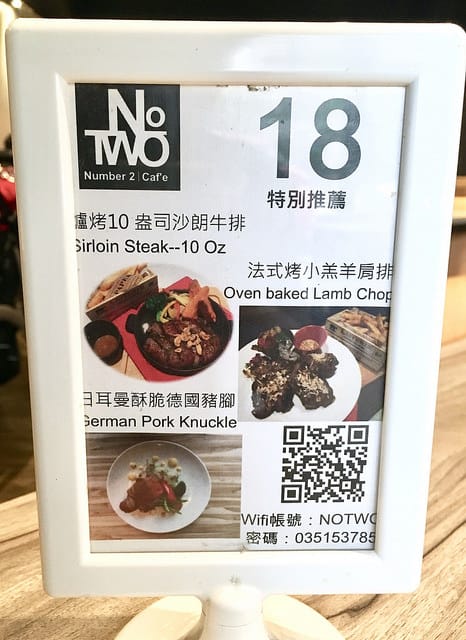 No
TWO
Number 2 | Caf'e
18
特別推薦
爐烤10 盎司沙朗牛排
Sirloin Steak--10 Oz
法式烤小羔羊肩排
Oven baked Lamb Chop
日耳曼酥脆德國豬腳
German Pork Knuckle
Wifi帳號：NOTWO
密碼：035153785